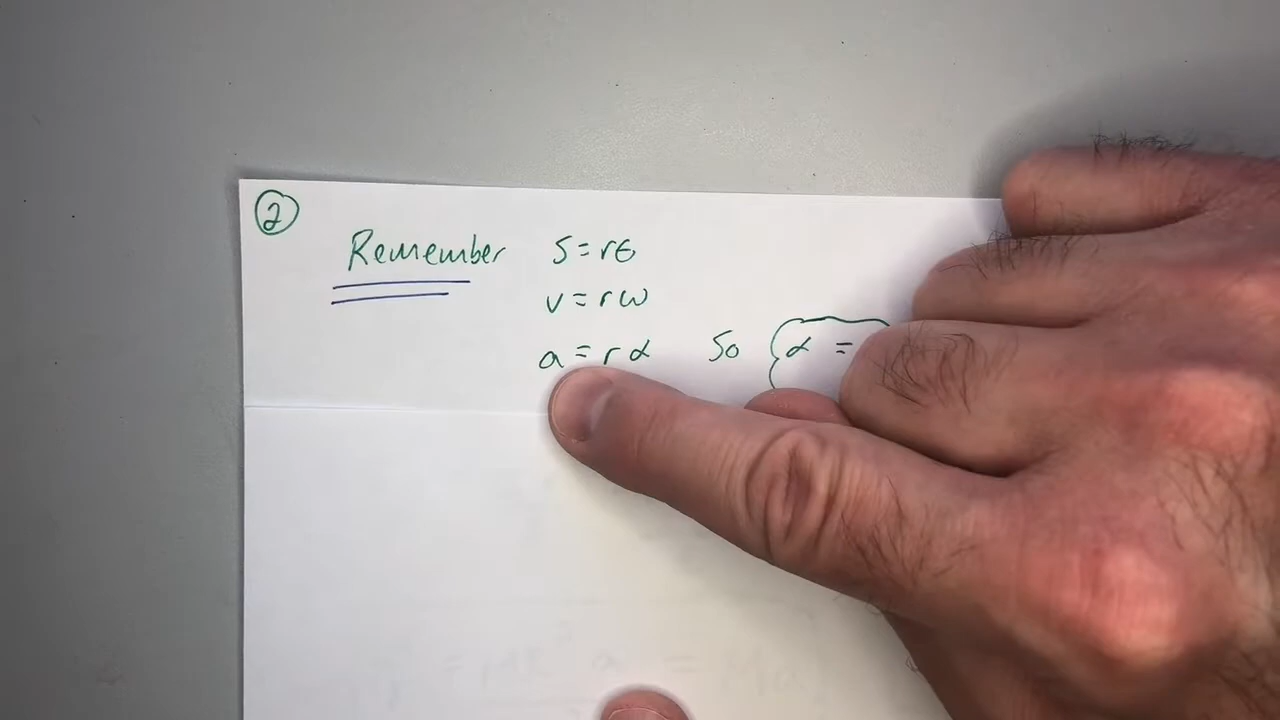 ②
Remember s = rθ
v = rω
a = rα so α =